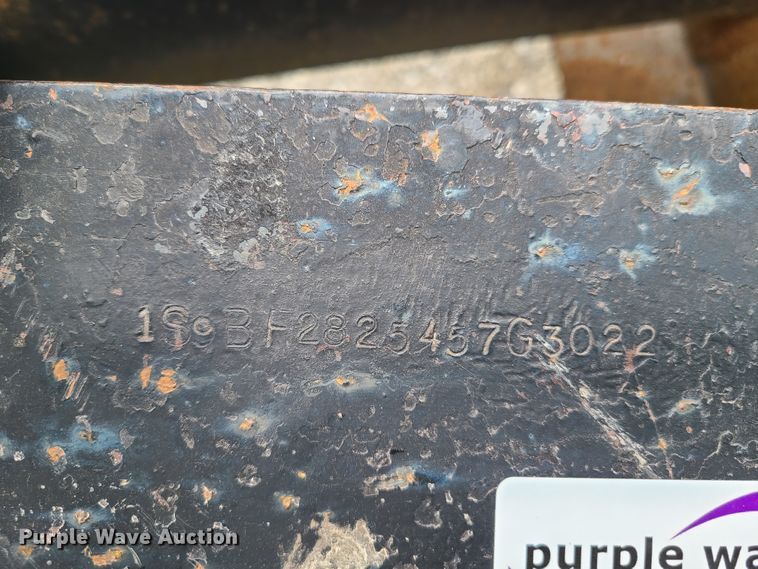 1S9BF2825457G3022
Purple Wave Auction
purple wa